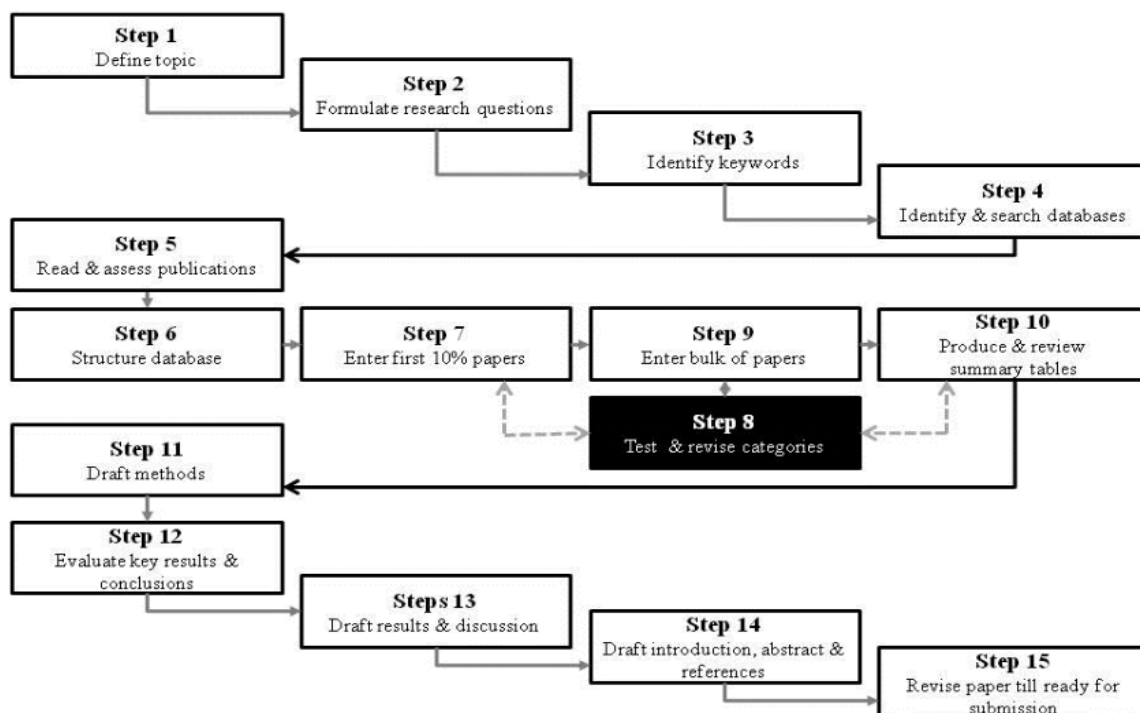 Step 1
Define topic
Step 2
Formulate research questions
Step 3
Identify keywords
Step 4
Identify & search databases
Step 5
Read & assess publications
Step 6
Structure database
Step 7
Enter first 10% papers
Step 9
Enter bulk of papers
Step 10
Produce & review
summary tables
Step 8
Test & revise categories
Step 11
Draft methods
Step 12
Evaluate key results &
conclusions
Steps 13
Draft results & discussion
Step 14
Draft introduction, abstract &
references
Step 15
Revise paper till ready for
submission